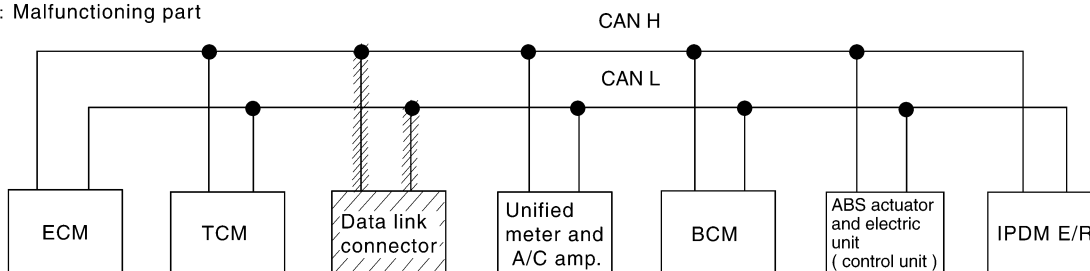 : Malfunctioning part
CAN H
CAN L
ECM
TCM
Data link
connector
Unified
meter and
A/C amp.
BCM
ABS actuator
and electric
unit
( control unit )
IPDM E/R